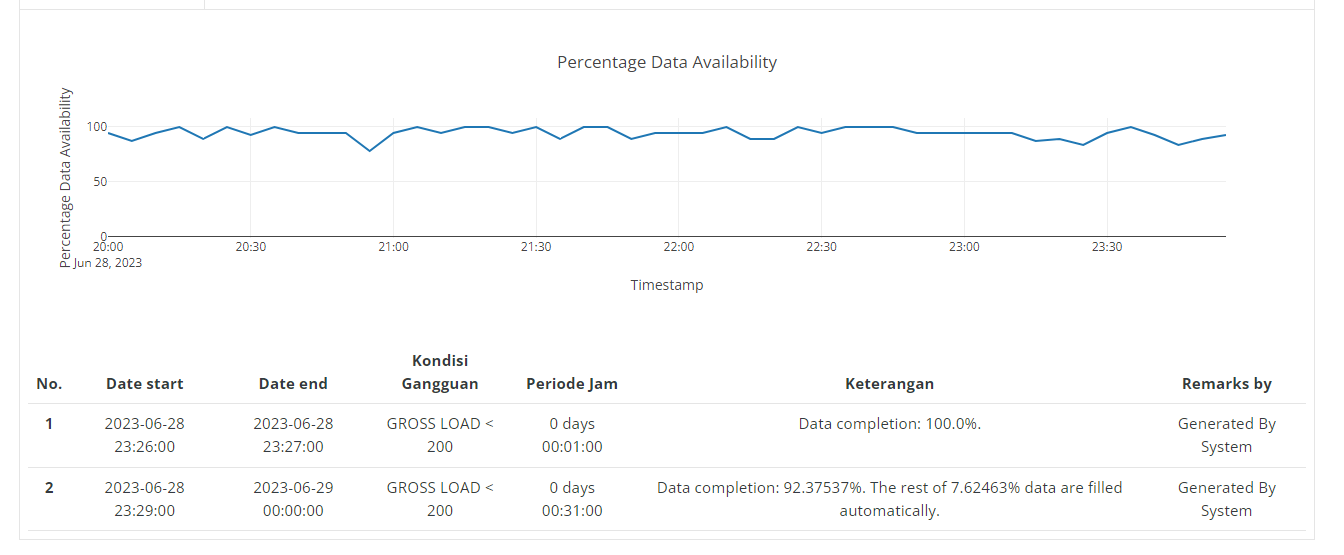 Percentage Data Availability
Percentage Data Availability
100
50
0
20:00
20:30
21:00
21:30
22:00
22:30
23:00
23:30
Jun 28, 2023
Timestamp
No.
Date start
Date end
Kondisi
Gangguan
Periode Jam
Keterangan
Remarks by
1
2023-06-28
23:26:00
2023-06-28
23:27:00
GROSS LOAD <
200
0 days
00:01:00
Data completion: 100.0%.
Generated By
System
2
2023-06-28
23:29:00
2023-06-29
00:00:00
GROSS LOAD <
200
0 days
00:31:00
Data completion: 92.37537%. The rest of 7.62463% data are filled
automatically.
Generated By
System